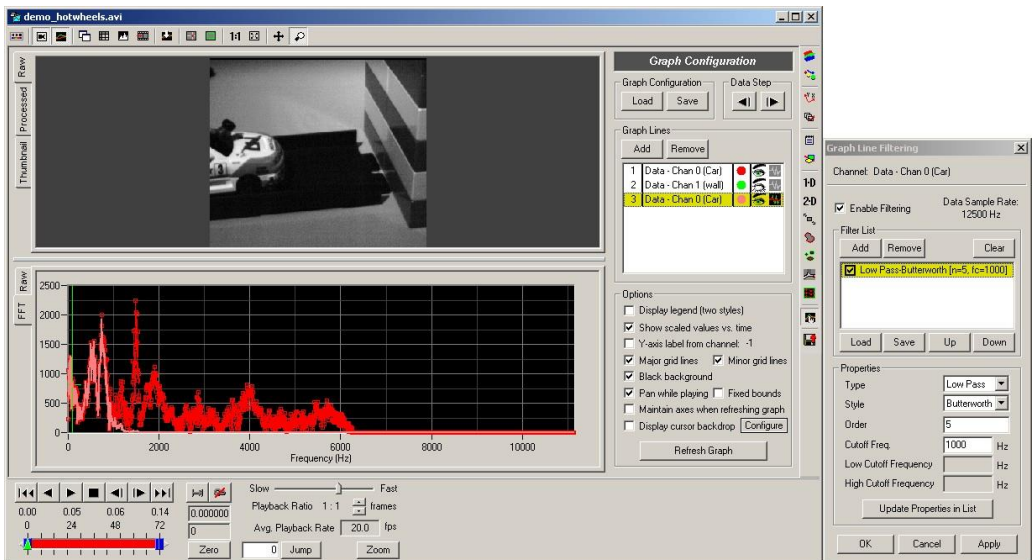 demo_hotwheels.avi
1:1
Raw
Processed
Thumbnail
Graph Configuration
Graph Configuration
Load Save
Data Step
Graph Lines
Add Remove
1 Data - Chan 0 (Car)
2 Data - Chan 1 (wall)
3 Data - Chan 0 (Car)
1-D
2-D
Raw
FFT
2500
2000
1500
1000
500
0
0 2000 4000 6000 8000 10000
Frequency (Hz)
Options
Display legend (two styles)
Show scaled values vs. time
Y-axis label from channel: -1
Major grid lines Minor grid lines
Black background
Pan while playing Fixed bounds
Maintain axes when refreshing graph
Display cursor backdrop Configure
Refresh Graph
0.00 0.05 0.06 0.14
0 24 48 72
0.000000
0
Zero
Slow Fast
Playback Ratio 1 : 1 frames
Avg. Playback Rate 20.0 fps
0 Jump Zoom
Graph Line Filtering
Channel: Data - Chan 0 (Car)
Enable Filtering
Data Sample Rate:
12500 Hz
Filter List
Add Remove Clear
Low Pass-Butterworth [n=5, fc=1000]
Load Save Up Down
Properties
Type Low Pass
Style Butterworth
Order 5
Cutoff Freq. 1000 Hz
Low Cutoff Frequency Hz
High Cutoff Frequency Hz
Update Properties in List
OK Cancel Apply